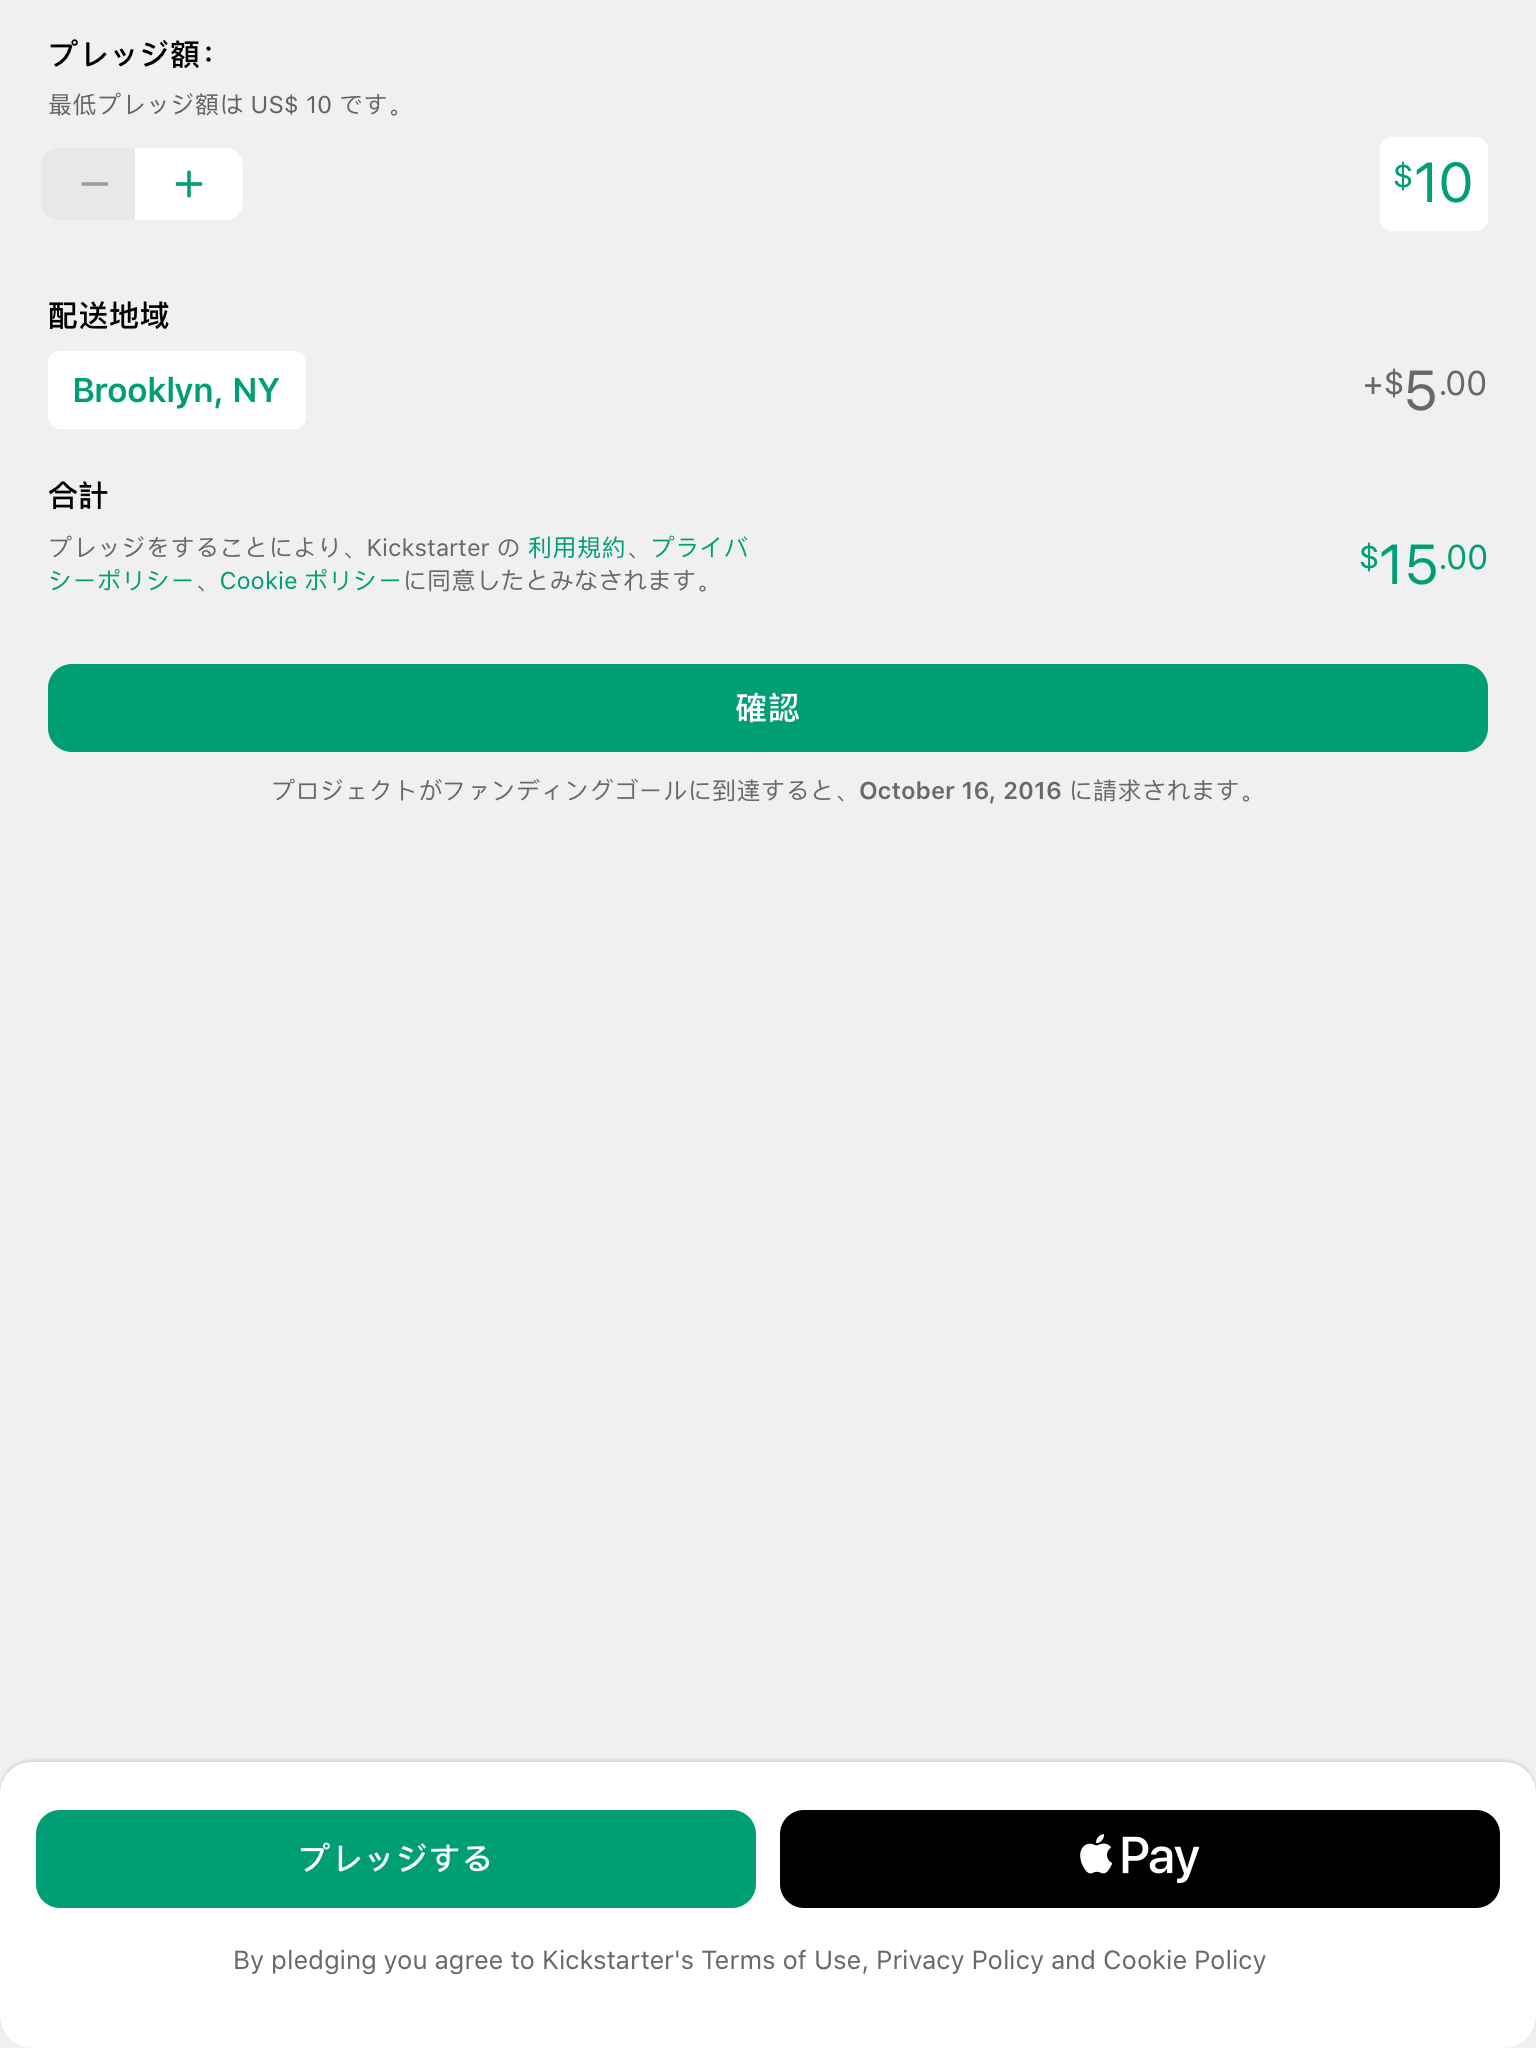 プレッジ額：
最低プレッジ額は US$ 10 です。
− +
$10
配送地域
Brooklyn, NY
+$5.00
合計
プレッジをすることにより、Kickstarter の 利用規約、プライバ
シーポリシー、Cookie ポリシーに同意したとみなされます。
$15.00
確認
プロジェクトがファンディングゴールに到達すると、October 16, 2016 に請求されます。
プレッジする
Pay
By pledging you agree to Kickstarter's Terms of Use, Privacy Policy and Cookie Policy